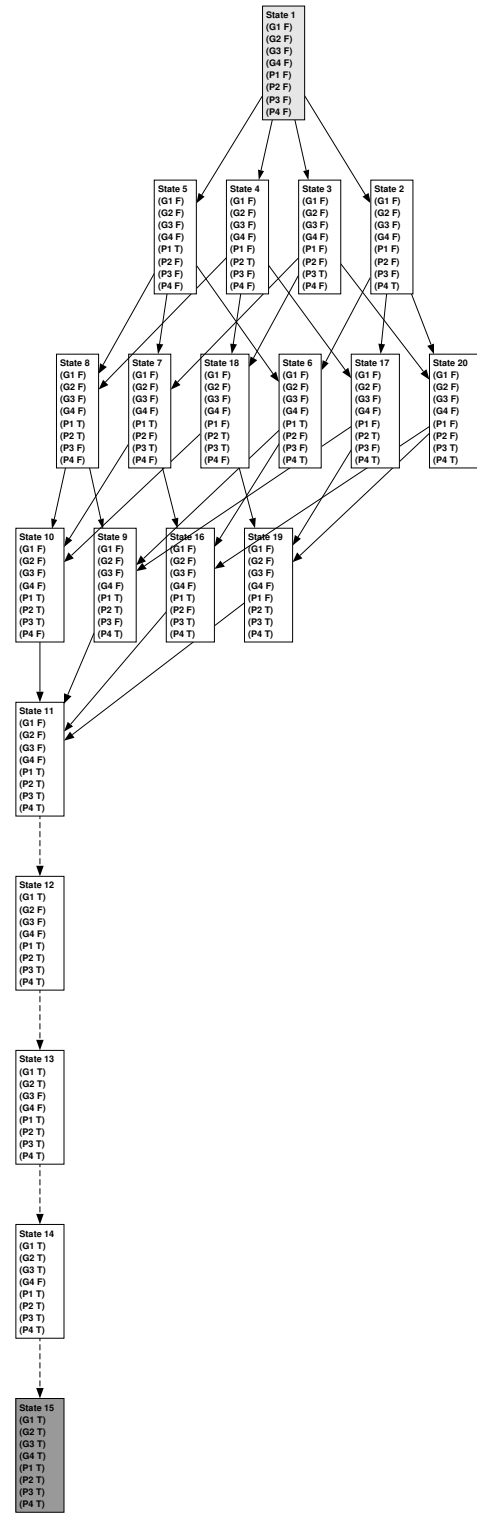 State 1
(G1 F)
(G2 F)
(G3 F)
(G4 F)
(P1 F)
(P2 F)
(P3 F)
(P4 F)
State 5
(G1 F)
(G2 F)
(G3 F)
(G4 F)
(P1 T)
(P2 F)
(P3 F)
(P4 F)
State 4
(G1 F)
(G2 F)
(G3 F)
(G4 F)
(P1 F)
(P2 T)
(P3 F)
(P4 F)
State 3
(G1 F)
(G2 F)
(G3 F)
(G4 F)
(P1 F)
(P2 F)
(P3 T)
(P4 F)
State 2
(G1 F)
(G2 F)
(G3 F)
(G4 F)
(P1 F)
(P2 F)
(P3 F)
(P4 T)
State 8
(G1 F)
(G2 F)
(G3 F)
(G4 F)
(P1 T)
(P2 T)
(P3 F)
(P4 F)
State 7
(G1 F)
(G2 F)
(G3 F)
(G4 F)
(P1 T)
(P2 F)
(P3 T)
(P4 F)
State 18
(G1 F)
(G2 F)
(G3 F)
(G4 F)
(P1 F)
(P2 T)
(P3 T)
(P4 F)
State 6
(G1 F)
(G2 F)
(G3 F)
(G4 F)
(P1 T)
(P2 F)
(P3 F)
(P4 T)
State 17
(G1 F)
(G2 F)
(G3 F)
(G4 F)
(P1 F)
(P2 T)
(P3 F)
(P4 T)
State 20
(G1 F)
(G2 F)
(G3 F)
(G4 F)
(P1 F)
(P2 F)
(P3 T)
(P4 T)
State 10
(G1 F)
(G2 F)
(G3 F)
(G4 F)
(P1 T)
(P2 T)
(P3 T)
(P4 F)
State 9
(G1 F)
(G2 F)
(G3 F)
(G4 F)
(P1 T)
(P2 T)
(P3 F)
(P4 T)
State 16
(G1 F)
(G2 F)
(G3 F)
(G4 F)
(P1 T)
(P2 F)
(P3 T)
(P4 T)
State 19
(G1 F)
(G2 F)
(G3 F)
(G4 F)
(P1 F)
(P2 T)
(P3 T)
(P4 T)
State 11
(G1 F)
(G2 F)
(G3 F)
(G4 F)
(P1 T)
(P2 T)
(P3 T)
(P4 T)
State 12
(G1 T)
(G2 F)
(G3 F)
(G4 F)
(P1 T)
(P2 T)
(P3 T)
(P4 T)
State 13
(G1 T)
(G2 T)
(G3 F)
(G4 F)
(P1 T)
(P2 T)
(P3 T)
(P4 T)
State 14
(G1 T)
(G2 T)
(G3 T)
(G4 F)
(P1 T)
(P2 T)
(P3 T)
(P4 T)
State 15
(G1 T)
(G2 T)
(G3 T)
(G4 T)
(P1 T)
(P2 T)
(P3 T)
(P4 T)